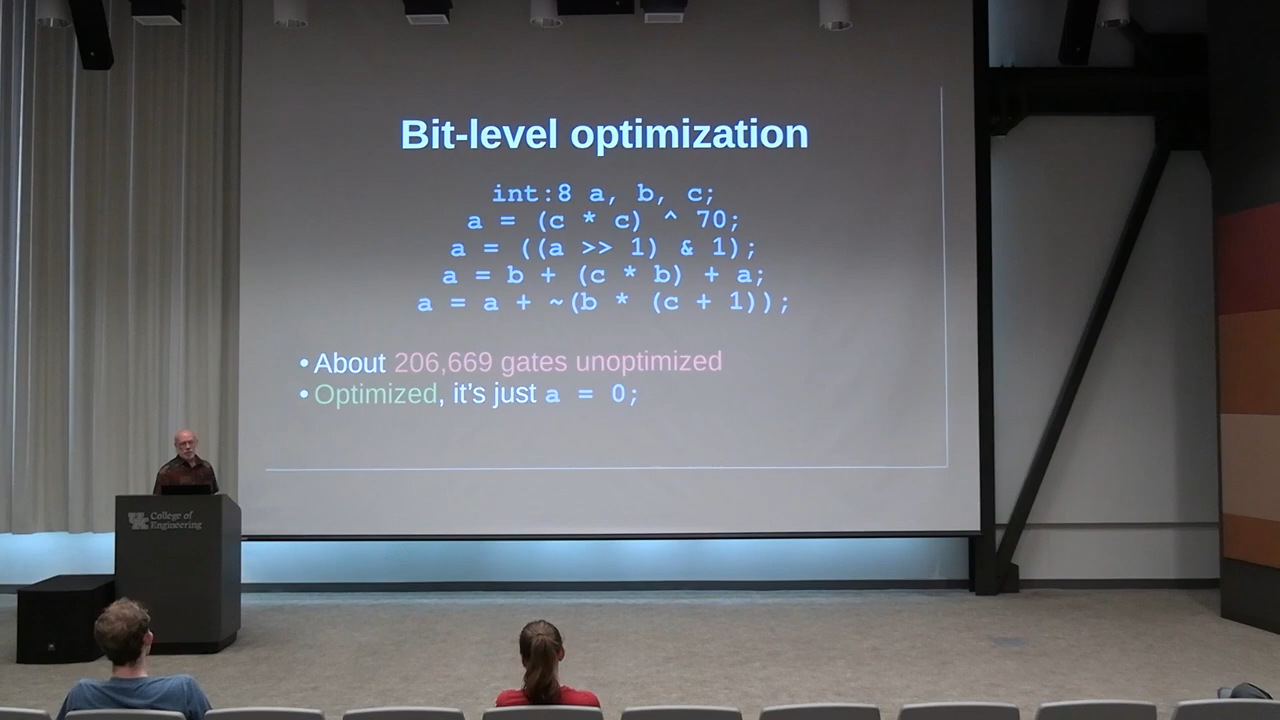 Bit-level optimization
int:8 a, b, c;
a = (c * c) ^ 70;
a = ((a >> 1) & 1);
a = b + (c * b) + a;
a = a + ~(b * (c + 1));
•About 206,669 gates unoptimized
•Optimized, it’s just a = 0;
UK College of
Engineering